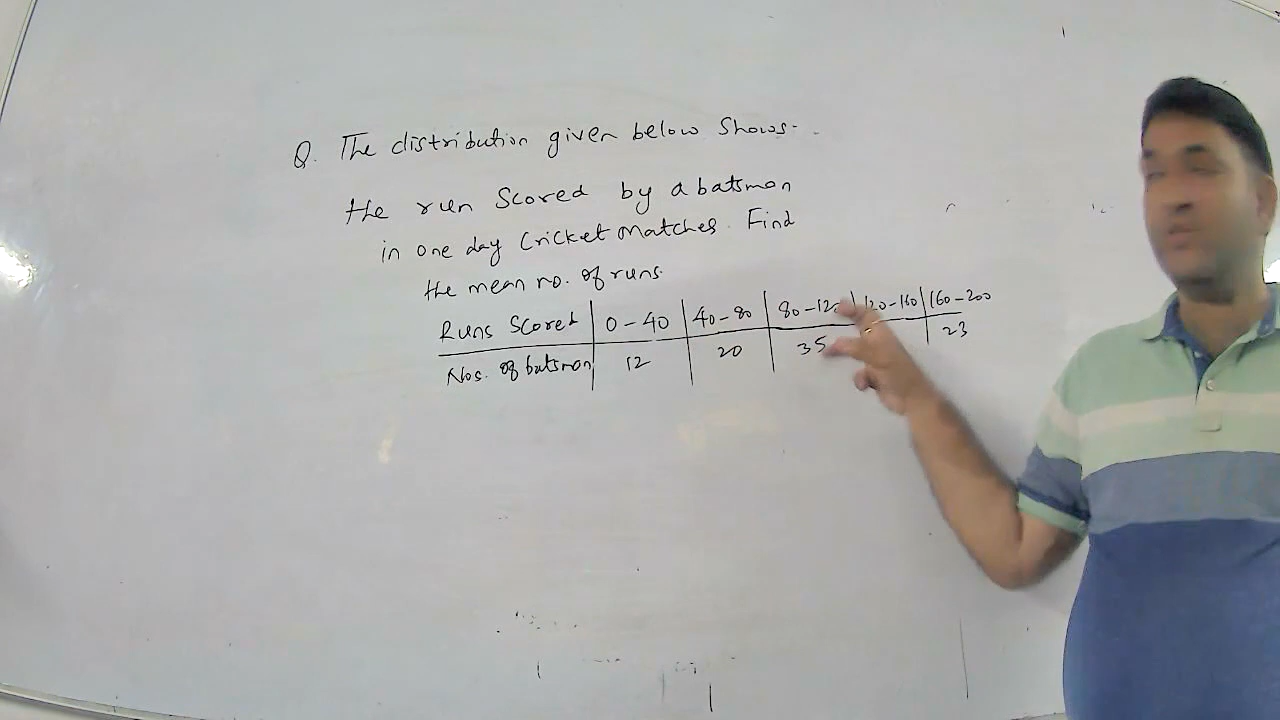 Q. The distribution given below shows
the run Scored by a batsman
in one day Cricket matches. Find
the mean no. of runs.
Runs Scored 0-40 40-80 80-120 120-160 160-200
Nos. of batsman 12 20 35 23